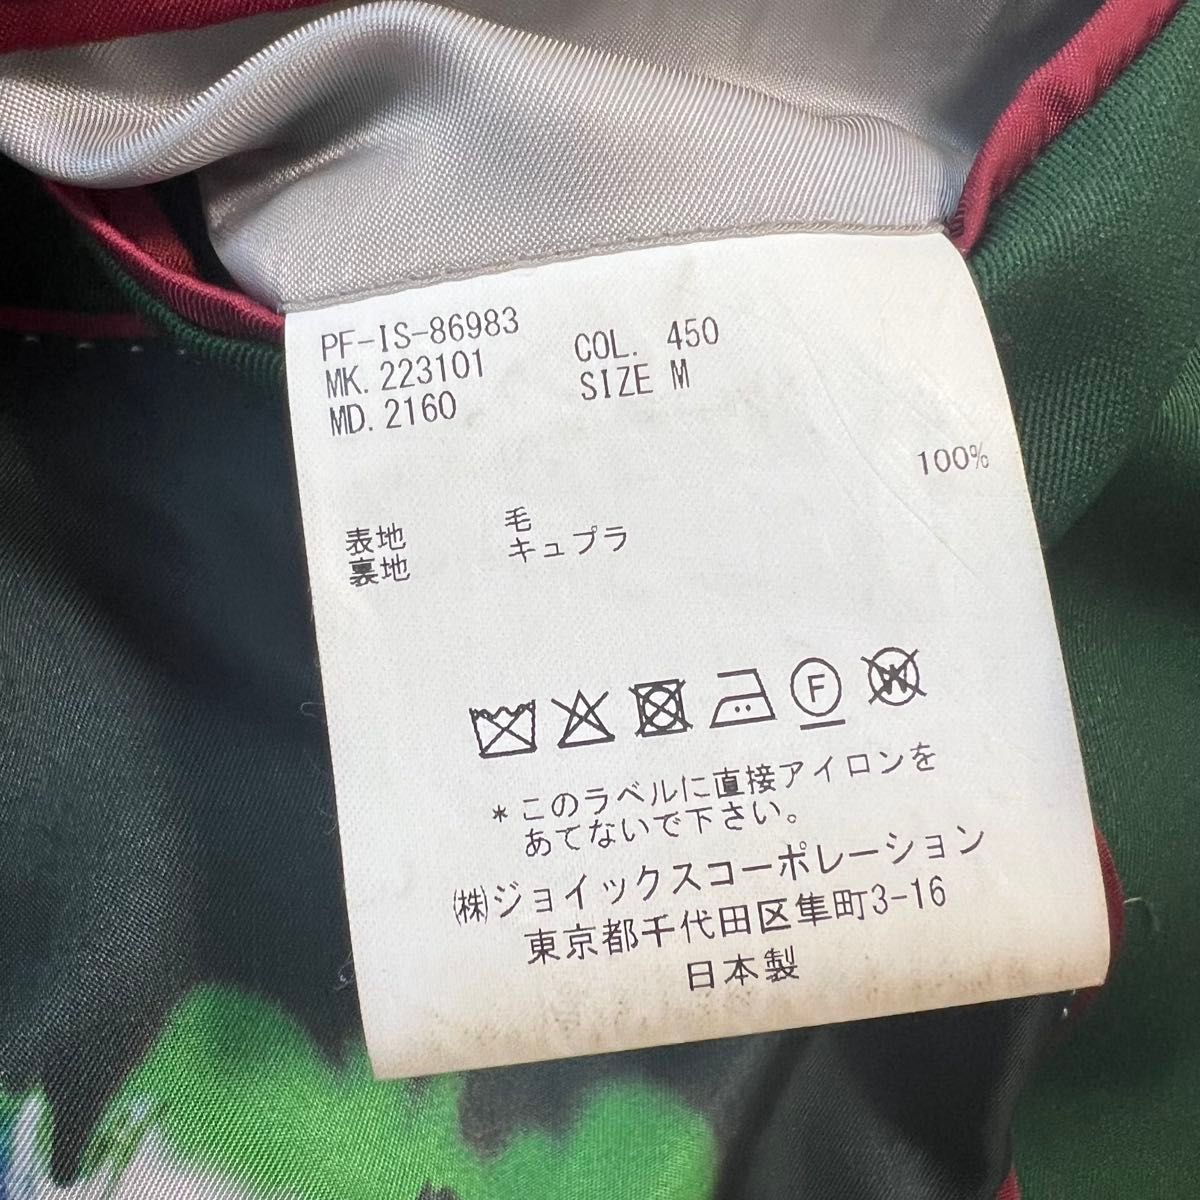 PF-IS-86983
MK. 223101 COL. 450
MD. 2160 SIZE M
100%
表地 毛
裏地 キュプラ
F
W
*このラベルに直接アイロンを
あてないで下さい。
㈱ジョイックスコーポレーション
東京都千代田区隼町3-16
日本製